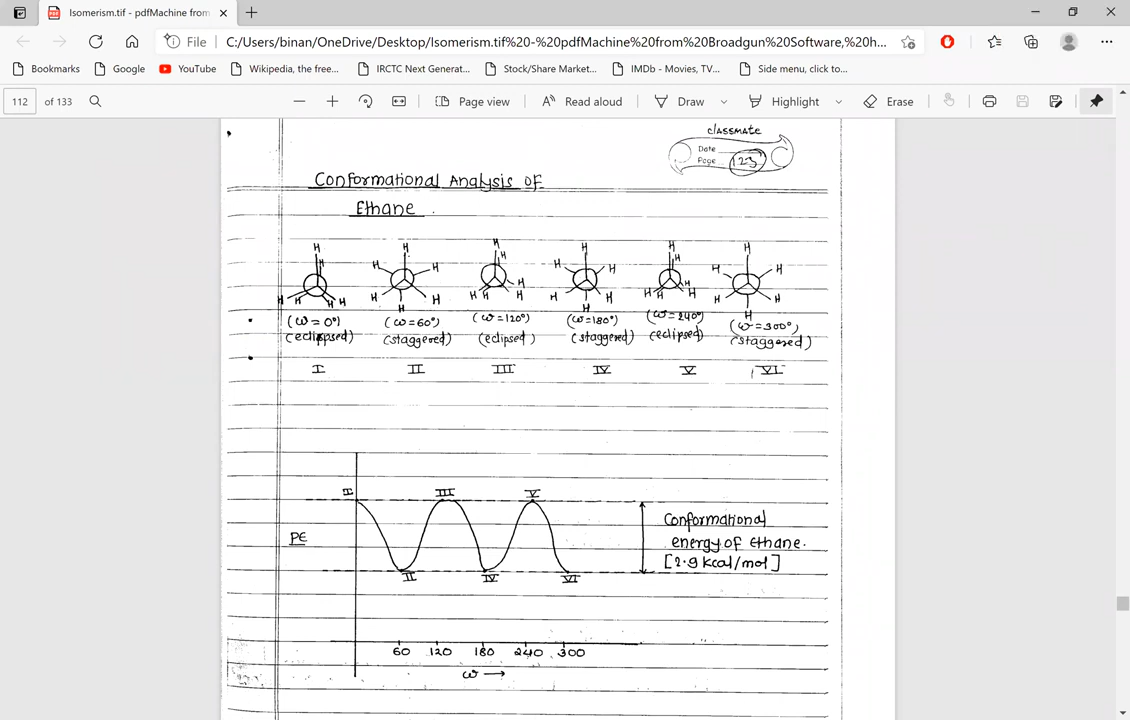 Isomerism.tif - pdfMachine from
File C:/Users/binan/OneDrive/Desktop/Isomerism.tif%20-%20pdfMachine%20from%20Broadgun%20Software,%20h...
Bookmarks Google YouTube Wikipedia, the free... IRCTC Next Generat... Stock/Share Market... IMDb - Movies, TV... Side menu, click to...
112 of 133 Page view Read aloud Draw Highlight Erase
classmate
Date
Page 123
Conformational Analysis of
Ethane.
H H H H H H
H H H H H H H H
H H H H H H H H H H H H
H H H
(ω=0°) (ω=60°) (ω=120°) (ω=180°) (ω=240°) (ω=300°)
(eclipsed) (staggered) (eclipsed) (staggered) (eclipsed) (staggered)
I II III IV V VI
I III V
PE
Conformational
energy of ethane.
[2.9 kcal/mol]
II IV VI
60 120 180 240 300
ω →